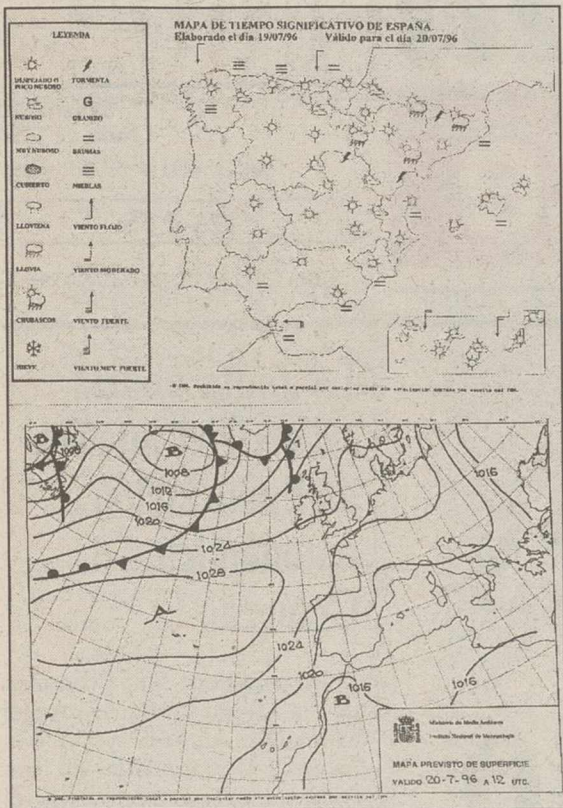 MAPA DE TIEMPO SIGNIFICATIVO DE ESPAÑA.
Elaborado el dia 19/07/96 Válido para el día 20/07/96
LEYENDA
DESPEJADO O POCO NUBOSO
TORMENTA
NUBOSO
G
GRANIZO
MUY NUBOSO
BRUMAS
CUBIERTO
NIEBLAS
LLOVIZNA
VIENTO FLOJO
LLUVIA
VIENTO MODERADO
CHUBASCOS
VIENTO FUERTE
NIEVE
VIENTO MUY FUERTE
B
B
1008
1008
1012
1016
1020
1024
1028
A
1016
1024
1020
1016
B
1016
Ministerio de Medio Ambiente
Instituto Nacional de Meteorología
MAPA PREVISTO DE SUPERFICIE
VALIDO 20-7-96 A 12 UTC.